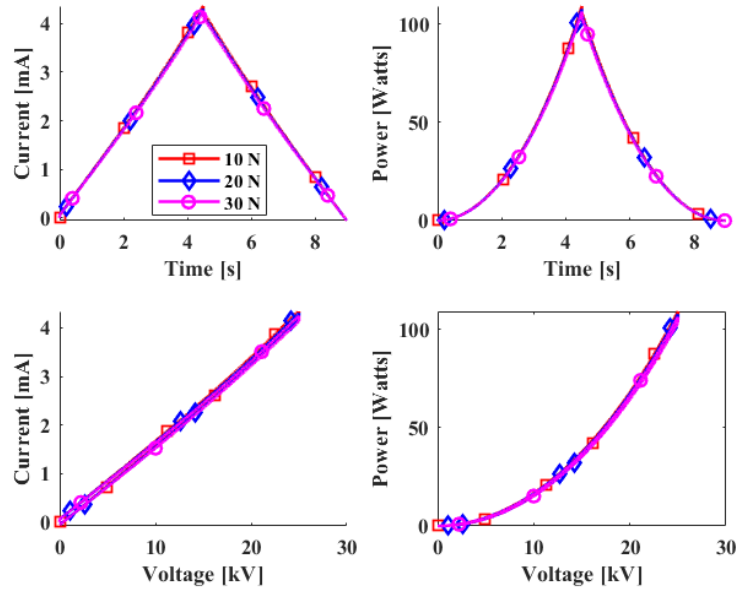 Current [mA]
4
3
2
1
0
0 2 4 6 8
Time [s]
10 N
20 N
30 N
Power [Watts]
100
50
0
0 2 4 6 8
Time [s]
Current [mA]
4
3
2
1
0
0 10 20 30
Voltage [kV]
Power [Watts]
100
50
0
0 10 20 30
Voltage [kV]